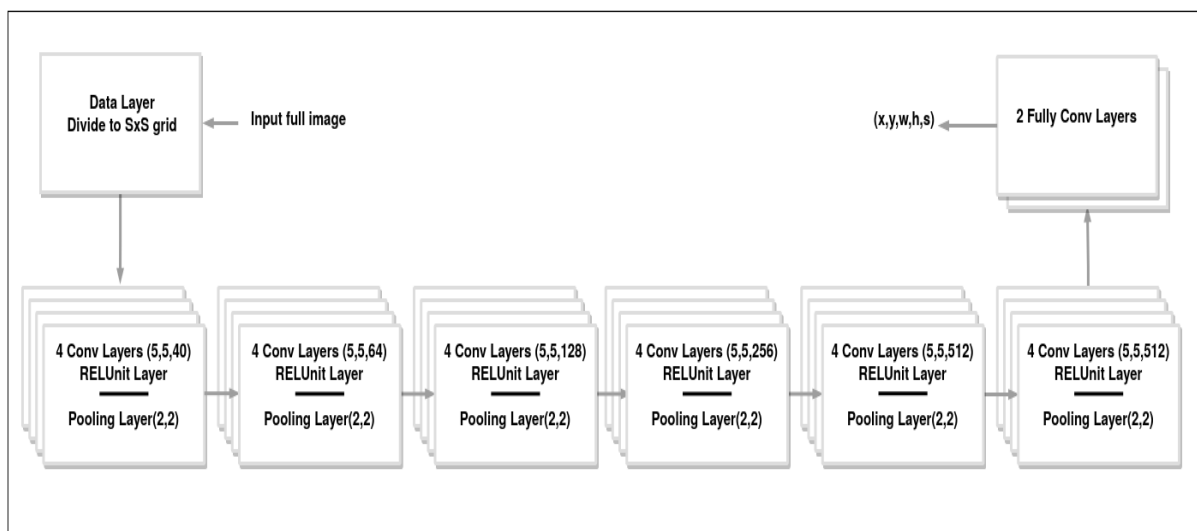 Input full image
Data Layer
Divide to SxS grid
4 Conv Layers (5,5,40)
RELUnit Layer
Pooling Layer(2,2)
4 Conv Layers (5,5,64)
RELUnit Layer
Pooling Layer(2,2)
4 Conv Layers (5,5,128)
RELUnit Layer
Pooling Layer(2,2)
4 Conv Layers (5,5,256)
RELUnit Layer
Pooling Layer(2,2)
4 Conv Layers (5,5,512)
RELUnit Layer
Pooling Layer(2,2)
4 Conv Layers (5,5,512)
RELUnit Layer
Pooling Layer(2,2)
2 Fully Conv Layers
(x,y,w,h,s)